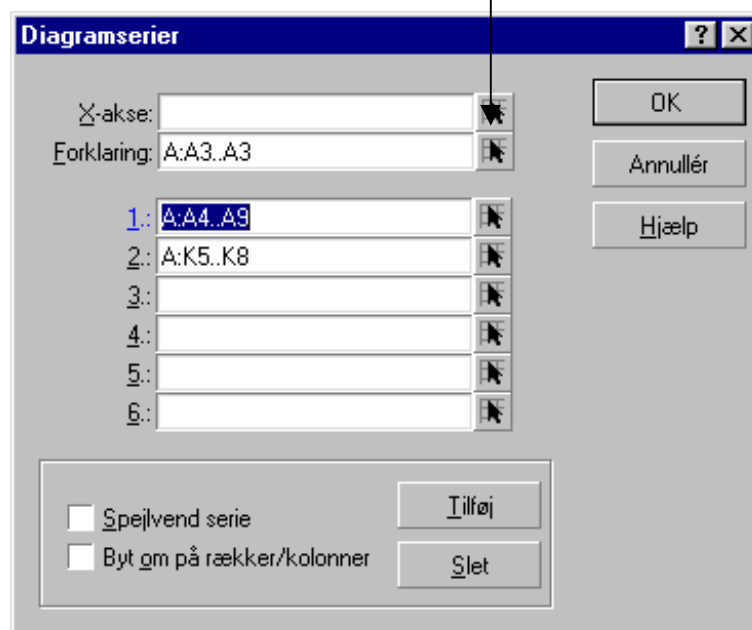 Diagramserier
X-akse:
OK
Forklaring: A:A3..A3
Annullér
1.: A:A4..A9
Hjælp
2.: A:K5..K8
3.:
4.:
5.:
6.:
Spejlvend serie
Tilføj
Byt om på rækker/kolonner
Slet